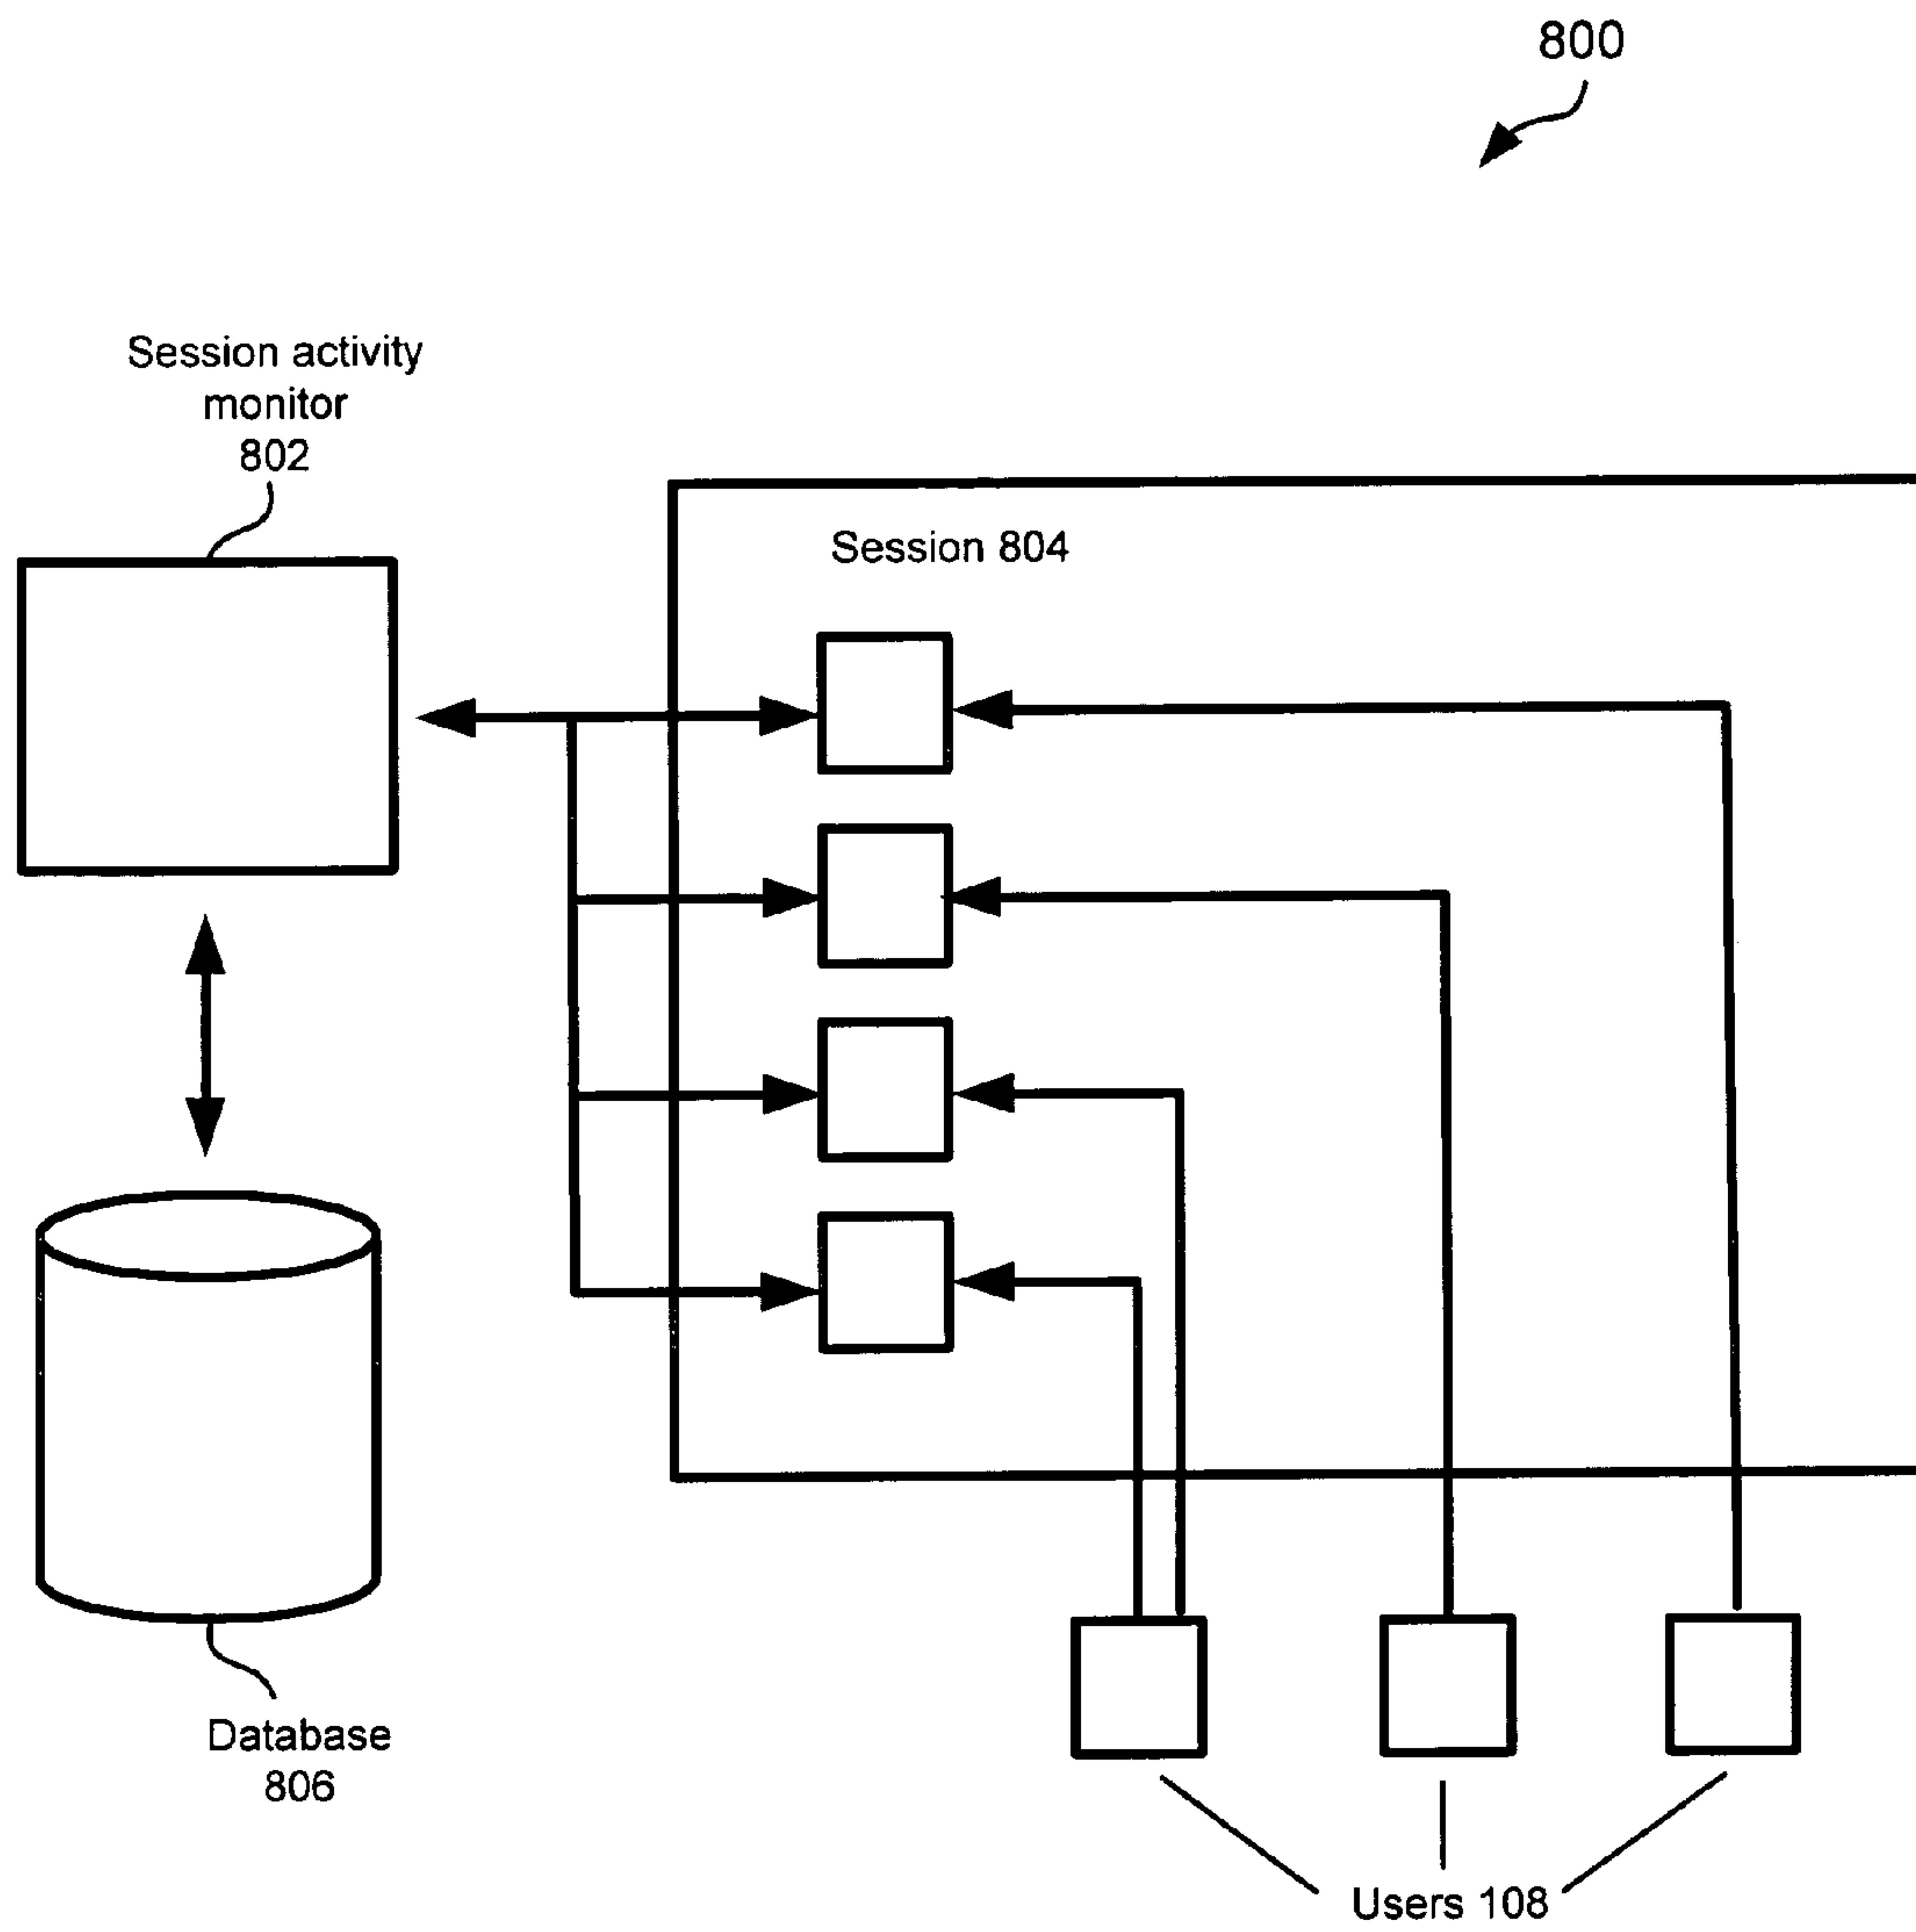 800
Session activity
monitor
802
Session 804
Database
806
Users 108